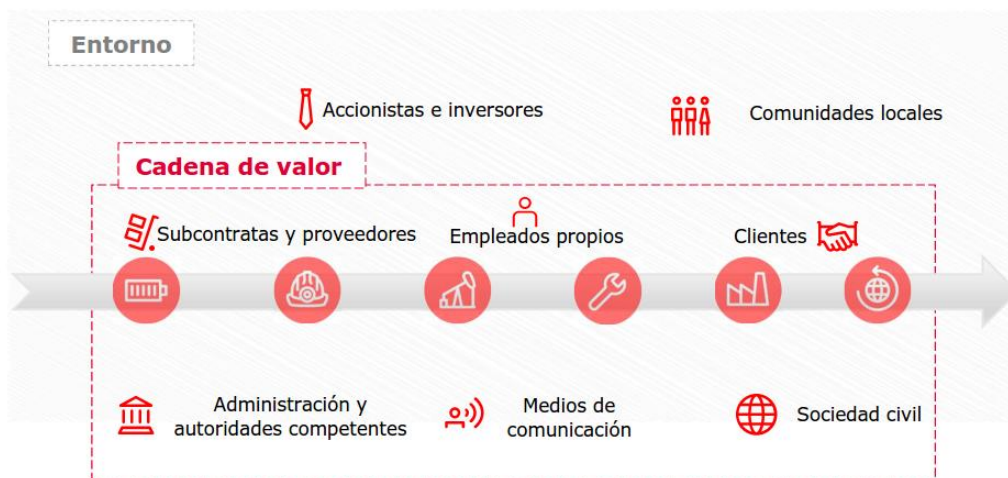 Entorno
Accionistas e inversores
Comunidades locales
Cadena de valor
Subcontratas y proveedores
Empleados propios
Clientes
Administración y
autoridades competentes
Medios de
comunicación
Sociedad civil